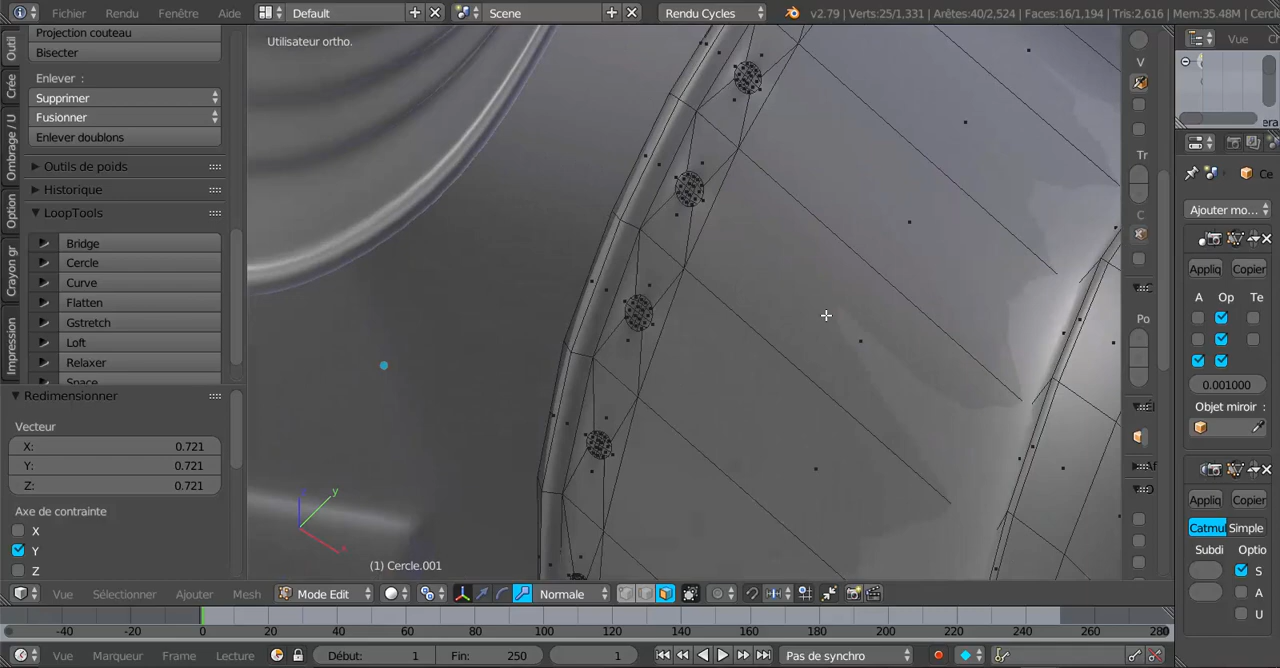 Fichier Rendu Fenêtre Aide Default Scene Rendu Cycles v2.79 | Verts:25/1,331 | Arêtes:40/2,524 | Faces:16/1,194 | Tris:2,616 | Mem:35.48M | Cercl
Projection couteau
Bisecter
Enlever :
Supprimer
Fusionner
Enlever doublons
Outils de poids
Historique
LoopTools
Bridge
Cercle
Curve
Flatten
Gstretch
Loft
Relaxer
Space
Redimensionner
Vecteur
X: 0.721
Y: 0.721
Z: 0.721
Axe de contrainte
X
Y
Z
Outil
Crée
Ombrage / U
Option
Crayon gr
Impression
Utilisateur ortho.
y
x
(1) Cercle.001
V
Tr
C
Po
Vue
era
Ce
Ajouter mo...
Appliq Copier
A Op Te
0.001000
Objet miroir :
Appliq Copier
Catmu Simple
Subdi Optio
S
A
U
Vue Sélectionner Ajouter Mesh Mode Edit Normale
-40 -20 0 20 40 60 80 100 120 140 160 180 200 220 240 260 280
Vue Marqueur Frame Lecture Début: 1 Fin: 250 1 Pas de synchro